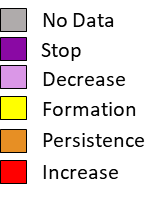 No Data
Stop
Decrease
Formation
Persistence
Increase